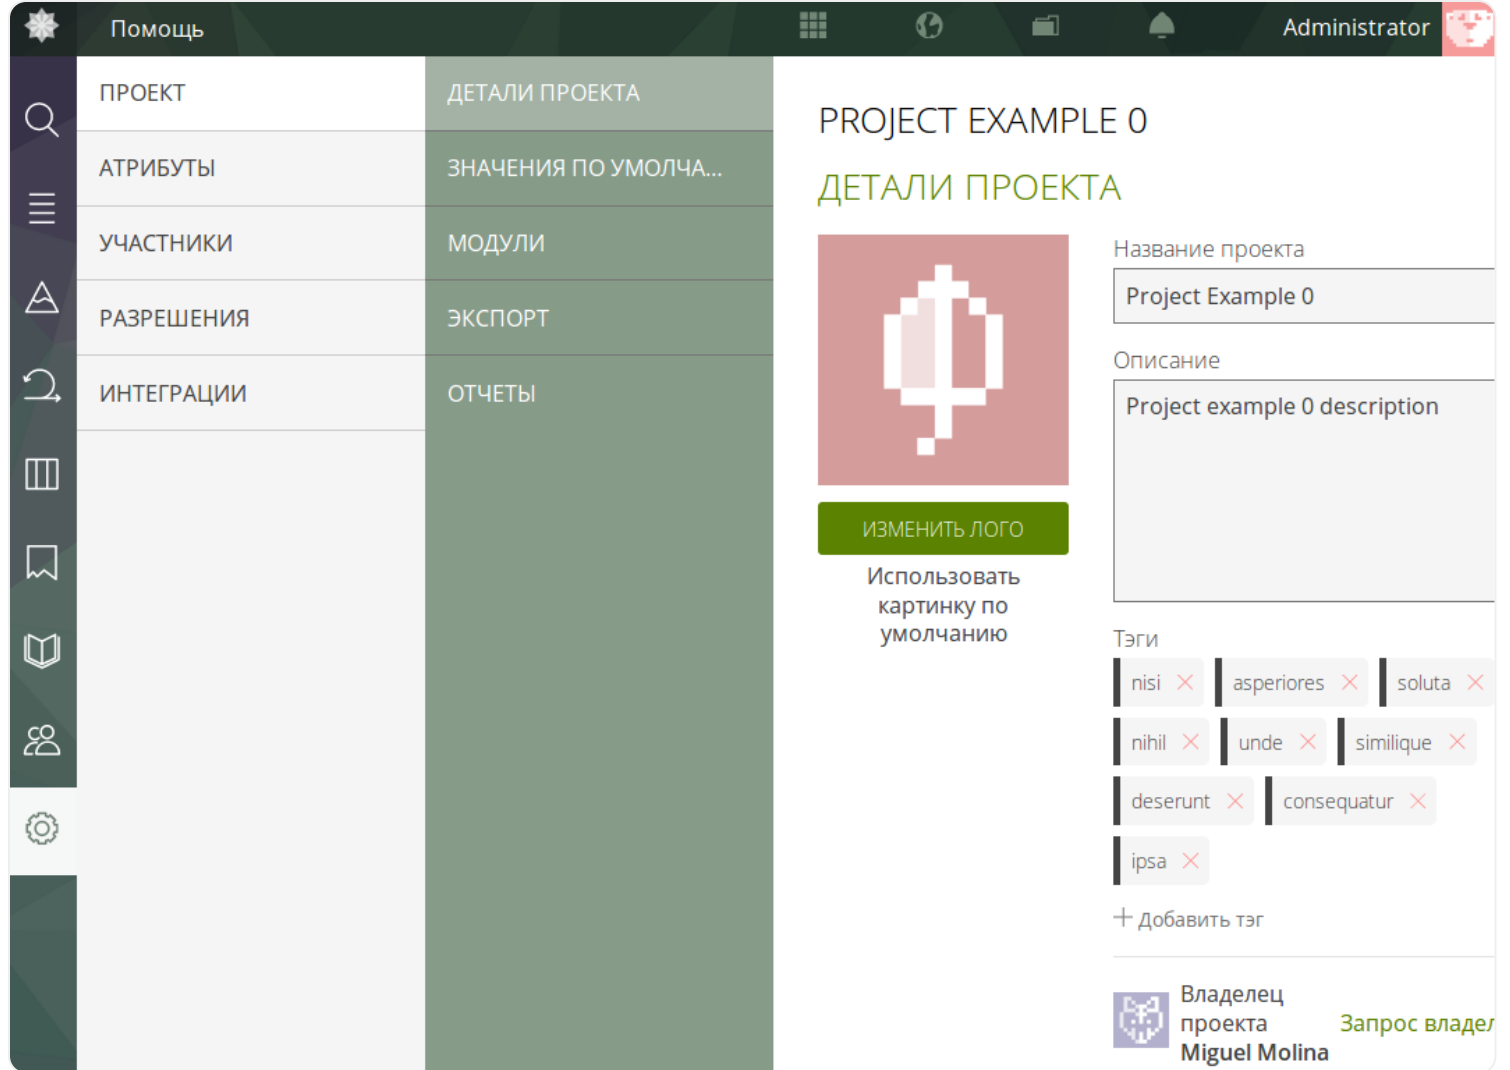 Помощь
Administrator
ПРОЕКТ
АТРИБУТЫ
УЧАСТНИКИ
РАЗРЕШЕНИЯ
ИНТЕГРАЦИИ
ДЕТАЛИ ПРОЕКТА
ЗНАЧЕНИЯ ПО УМОЛЧА...
МОДУЛИ
ЭКСПОРТ
ОТЧЕТЫ
PROJECT EXAMPLE 0
ДЕТАЛИ ПРОЕКТА
ИЗМЕНИТЬ ЛОГО
Использовать
картинку по
умолчанию
Название проекта
Project Example 0
Описание
Project example 0 description
Тэги
nisi asperiores soluta
nihil unde similique
deserunt consequatur
ipsa
Добавить тэг
Владелец
проекта
Miguel Molina
Запрос